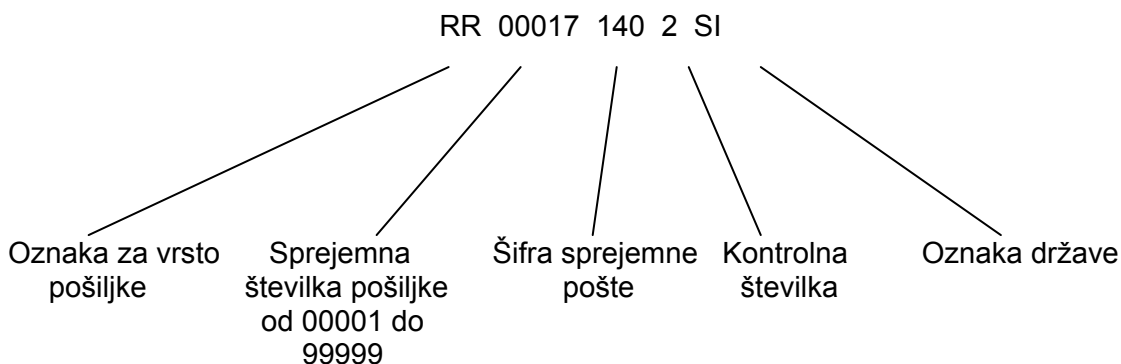 RR 00017 140 2 SI
Oznaka za vrsto
pošiljke
Sprejemna
številka pošiljke
od 00001 do
99999
Šifra sprejemne
pošte
Kontrolna
številka
Oznaka države